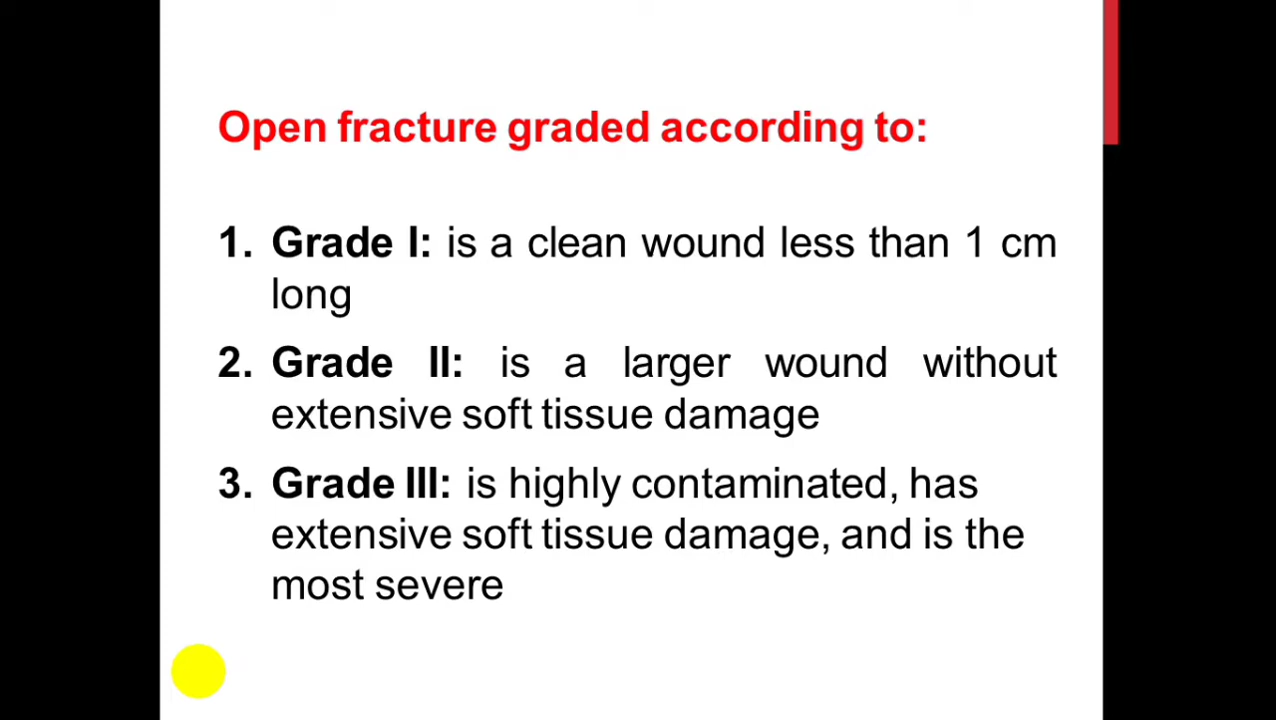 Open fracture graded according to:
1. Grade I: is a clean wound less than 1 cm
long
2. Grade II: is a larger wound without
extensive soft tissue damage
3. Grade III: is highly contaminated, has
extensive soft tissue damage, and is the
most severe